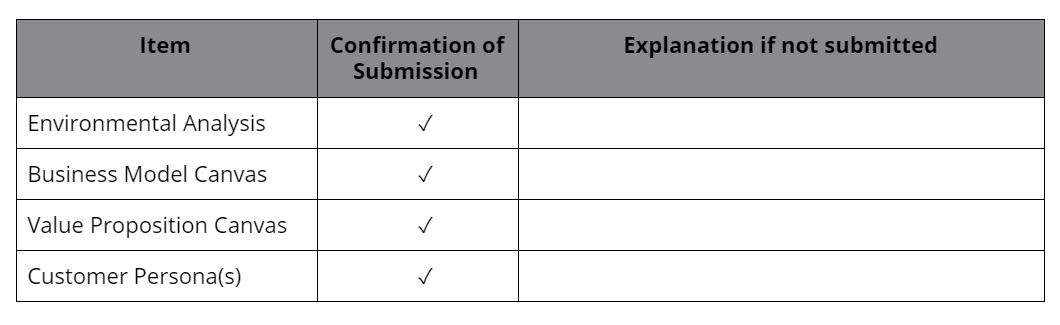 Item
Confirmation of
Submission
Explanation if not submitted
Environmental Analysis ✓
Business Model Canvas ✓
Value Proposition Canvas ✓
Customer Persona(s) ✓